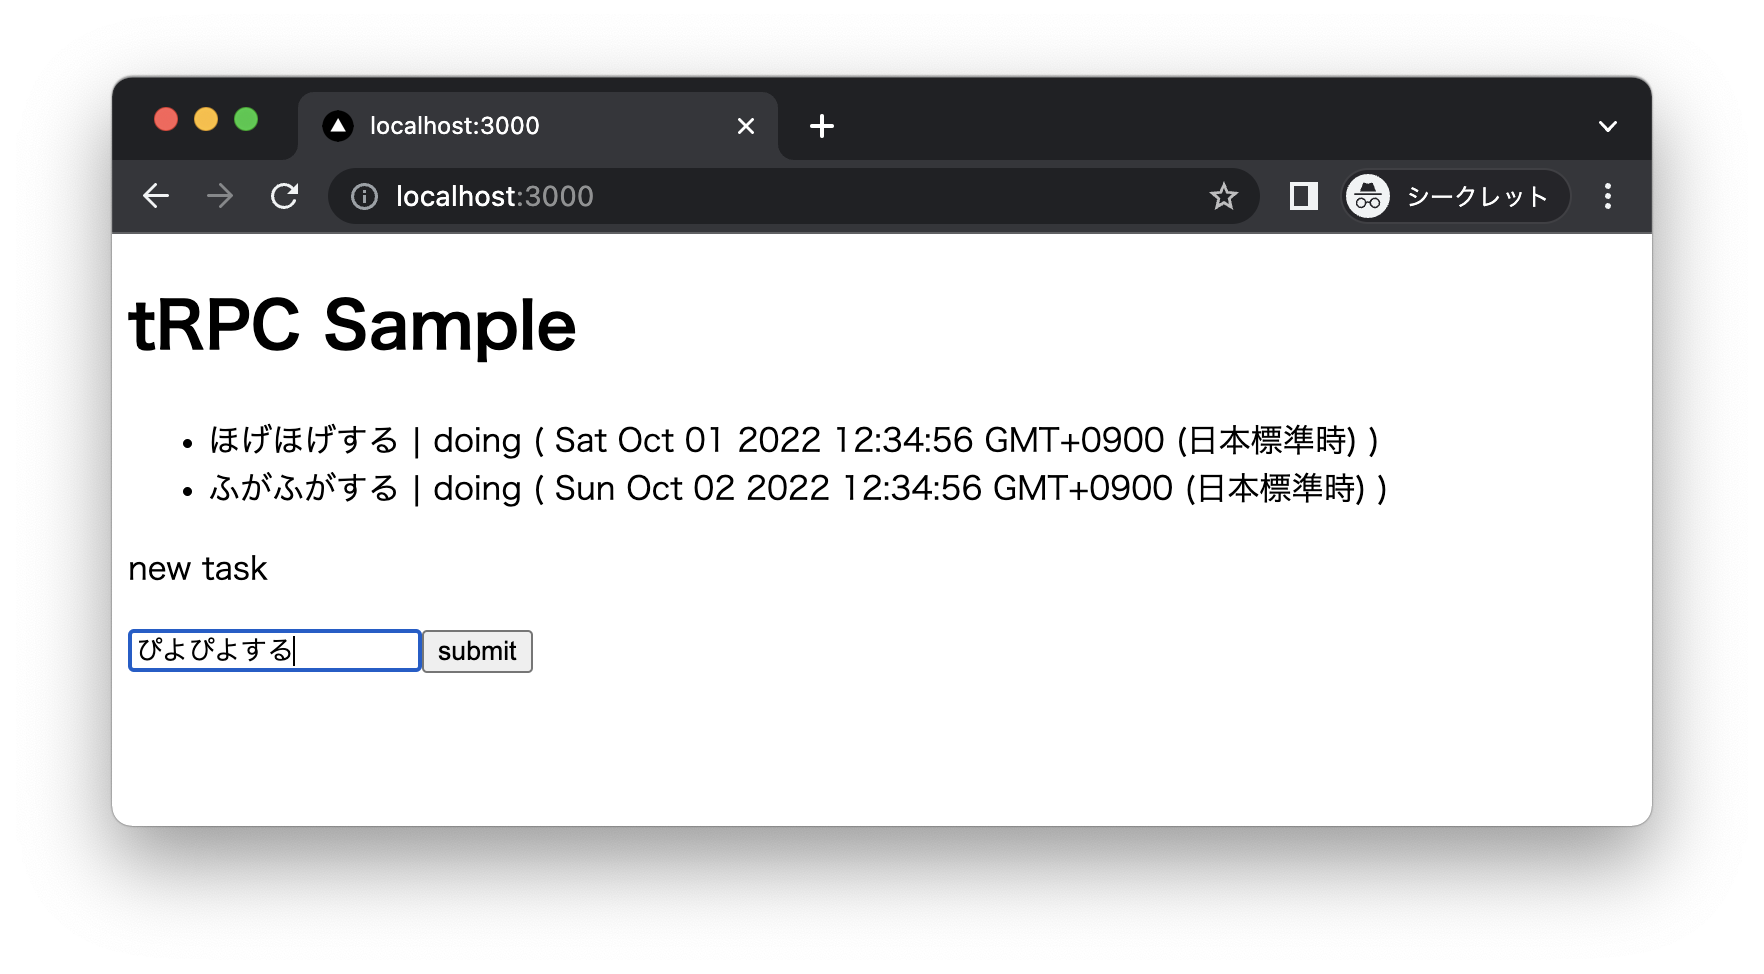 localhost:3000
localhost:3000
シークレット
tRPC Sample
ほげほげする | doing ( Sat Oct 01 2022 12:34:56 GMT+0900 (日本標準時) )
ふがふがする | doing ( Sun Oct 02 2022 12:34:56 GMT+0900 (日本標準時) )
new task
ぴよぴよする submit